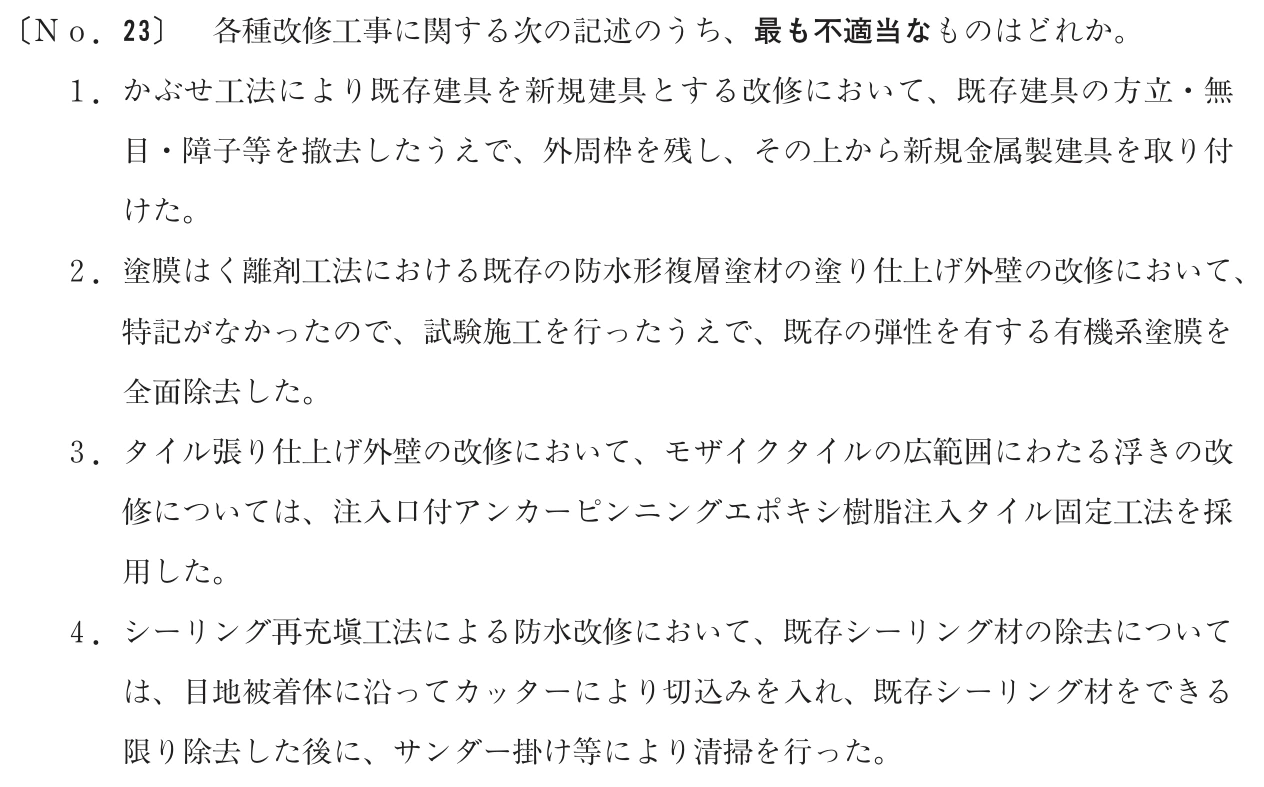 〔Ｎｏ．23〕　各種改修工事に関する次の記述のうち、最も不適当なものはどれか。
１．かぶせ工法により既存建具を新規建具とする改修において、既存建具の方立・無
目・障子等を撤去したうえで、外周枠を残し、その上から新規金属製建具を取り付
けた。
２．塗膜はく離剤工法における既存の防水形複層塗材の塗り仕上げ外壁の改修において、
特記がなかったので、試験施工を行ったうえで、既存の弾性を有する有機系塗膜を
全面除去した。
３．タイル張り仕上げ外壁の改修において、モザイクタイルの広範囲にわたる浮きの改
修については、注入口付アンカーピンニングエポキシ樹脂注入タイル固定工法を採
用した。
４．シーリング再充塡工法による防水改修において、既存シーリング材の除去について
は、目地被着体に沿ってカッターにより切込みを入れ、既存シーリング材をできる
限り除去した後に、サンダー掛け等により清掃を行った。